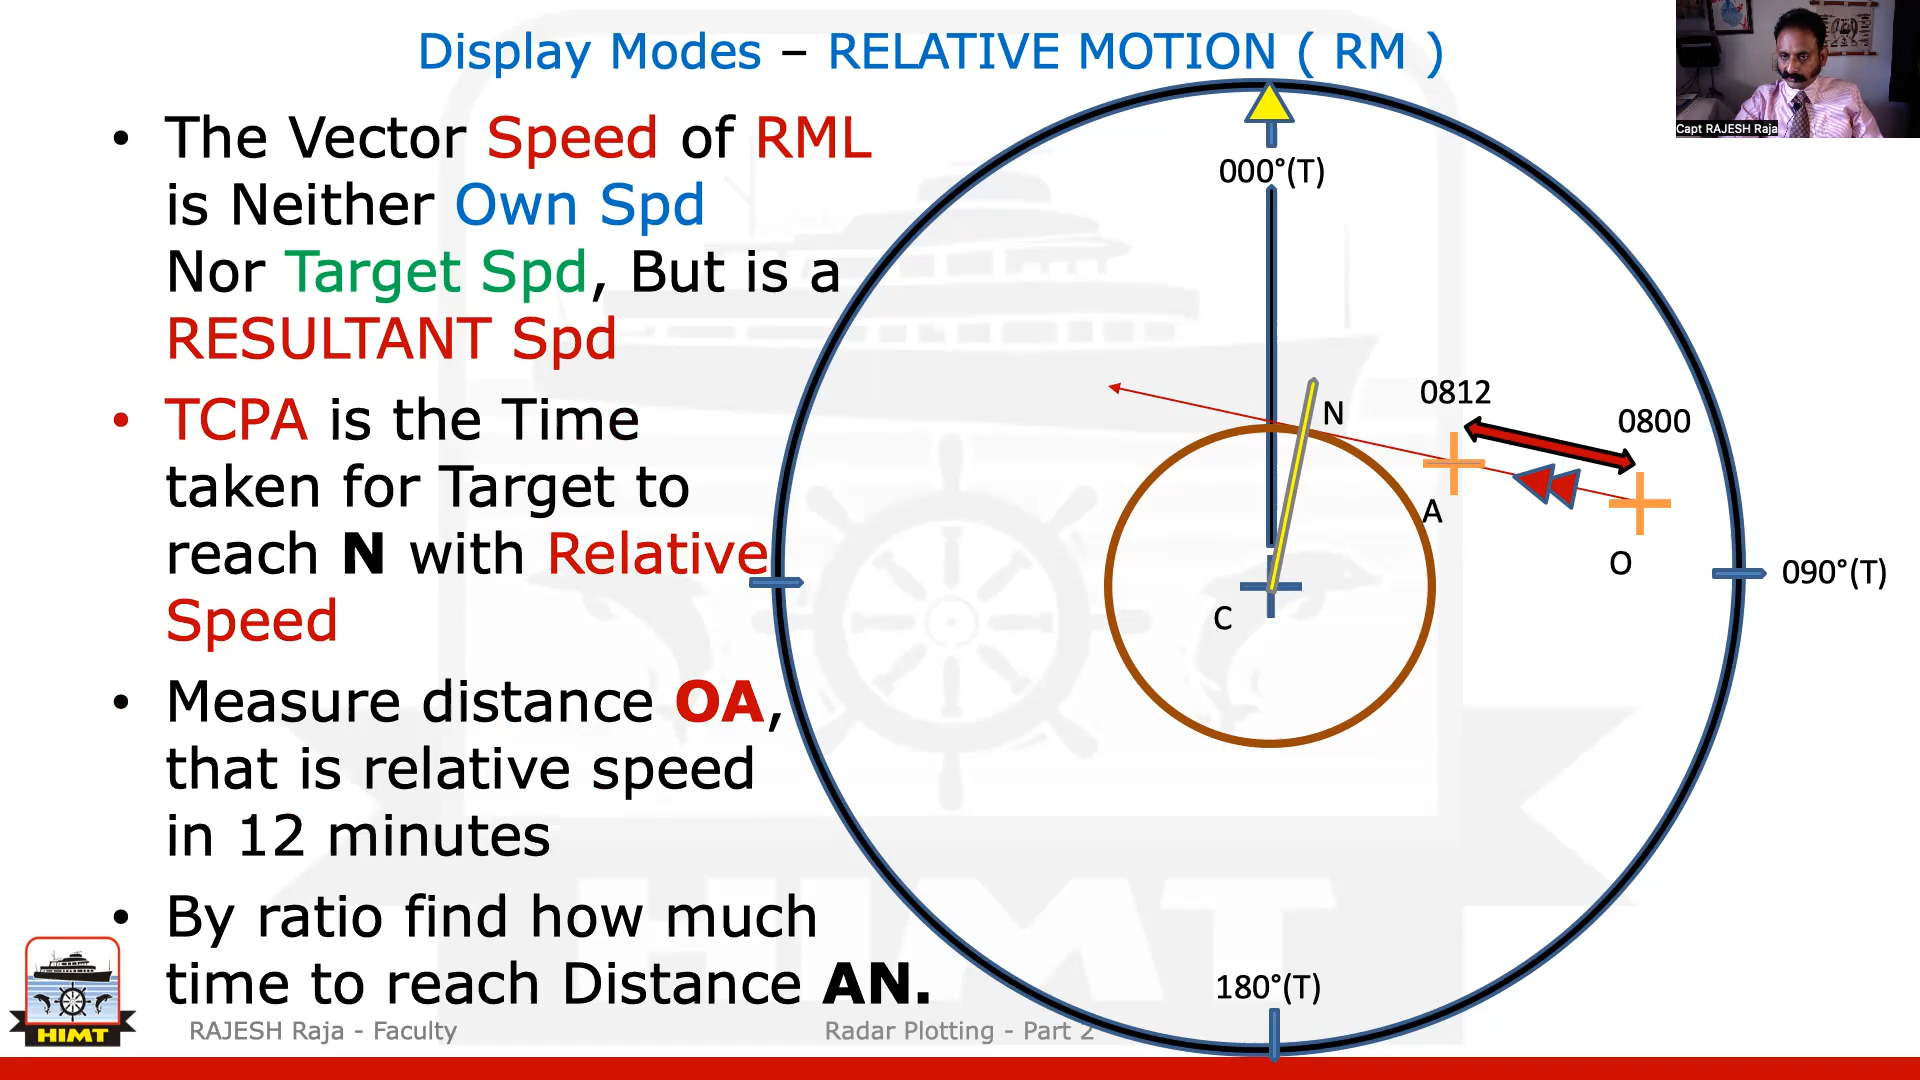 Display Modes – RELATIVE MOTION ( RM )
• The Vector Speed of RML
is Neither Own Spd
Nor Target Spd, But is a
RESULTANT Spd
• TCPA is the Time
taken for Target to
reach N with Relative
Speed
• Measure distance OA,
that is relative speed
in 12 minutes
• By ratio find how much
time to reach Distance AN.
000°(T)
N
0812
0800
A
O
090°(T)
C
180°(T)
Capt RAJESH Raja
HIMT
HIMT
RAJESH Raja - Faculty
Radar Plotting - Part 2